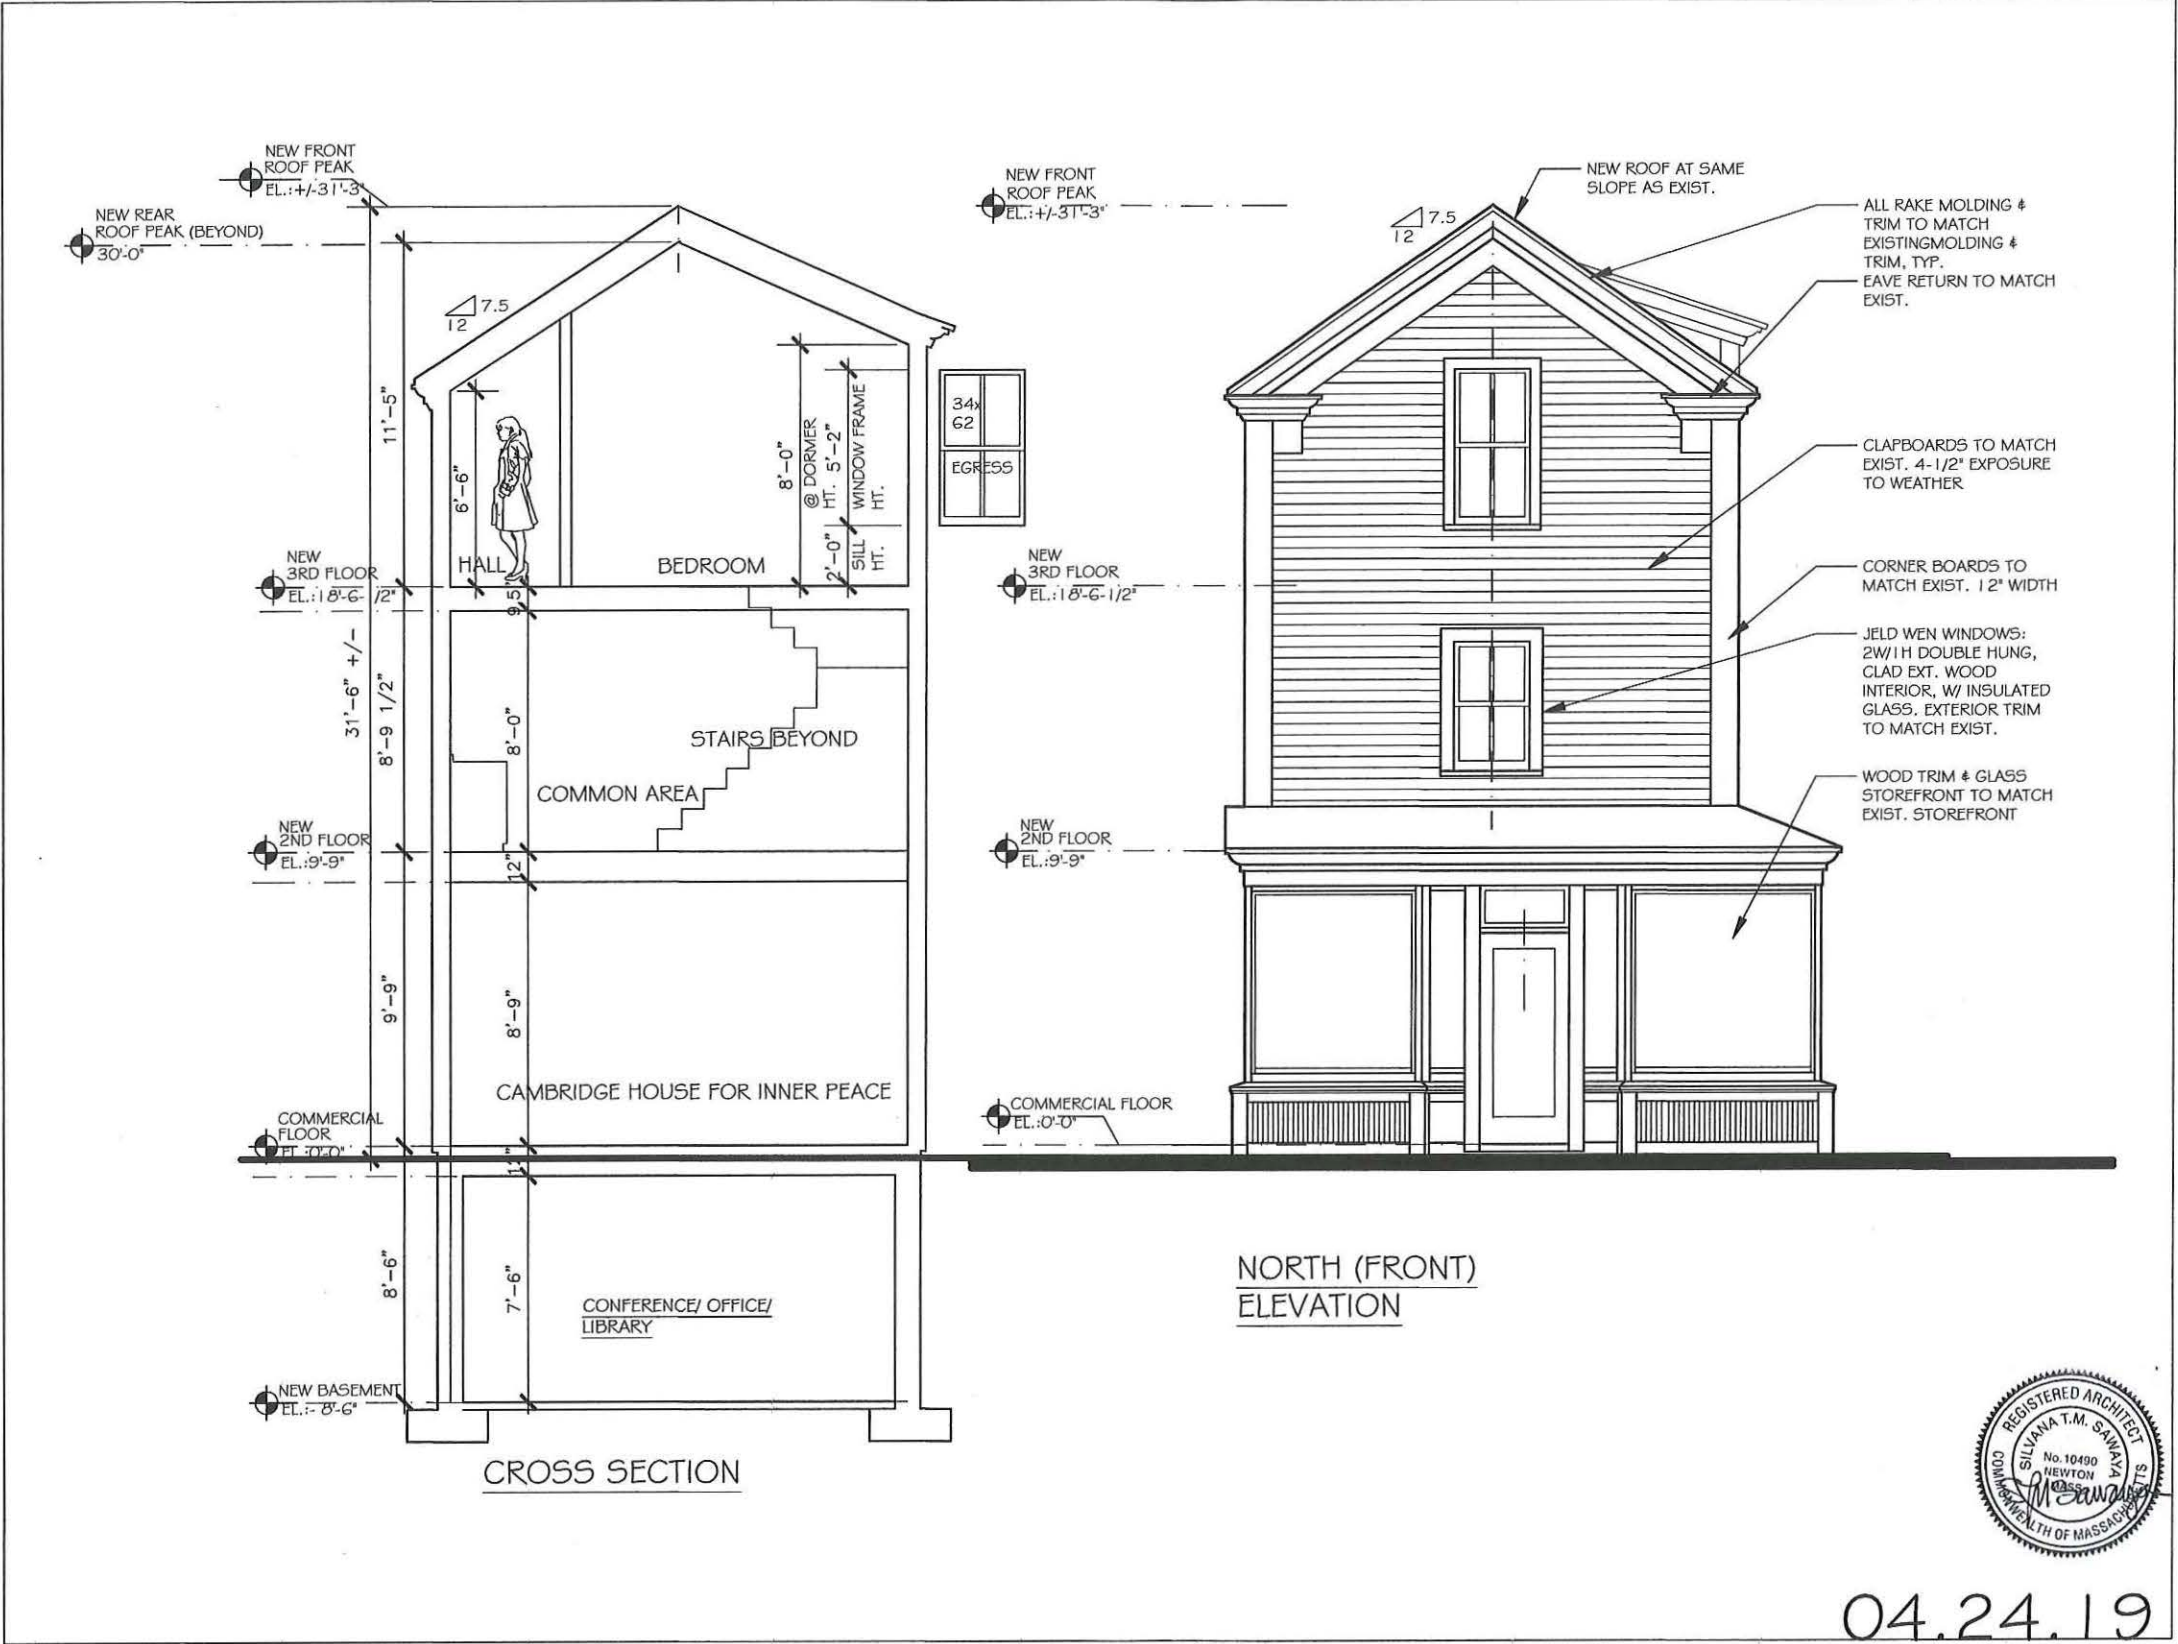 NEW FRONT
ROOF PEAK
EL.:+/-31'-3"
NEW REAR
ROOF PEAK (BEYOND)
30'-0"
7.5
12
11'-5"
6'-6"
HALL
BEDROOM
8'-0"
@ DORMER
HT.
5'-2"
WINDOW FRAME
HT.
2'-0"
SILL
HT.
34x
62
EGRESS
NEW
3RD FLOOR
EL.:18'-6- /2"
9.5"
31'-6" +/-
8'-9 1/2"
8'-0"
STAIRS BEYOND
COMMON AREA
NEW
2ND FLOOR
EL.:9'-9"
12"
9'-9"
8'-9"
CAMBRIDGE HOUSE FOR INNER PEACE
COMMERCIAL
FLOOR
EL.:0'-0"
8'-6"
7'-6"
CONFERENCE/ OFFICE/
LIBRARY
NEW BASEMENT
EL.:- 8'-6"
CROSS SECTION
NEW FRONT
ROOF PEAK
EL.:+/-31'-3"
7.5
12
NEW ROOF AT SAME
SLOPE AS EXIST.
ALL RAKE MOLDING &
TRIM TO MATCH
EXISTINGMOLDING &
TRIM, TYP.
EAVE RETURN TO MATCH
EXIST.
CLAPBOARDS TO MATCH
EXIST. 4-1/2" EXPOSURE
TO WEATHER
NEW
3RD FLOOR
EL.:18'-6-1/2"
CORNER BOARDS TO
MATCH EXIST. 12" WIDTH
JELD WEN WINDOWS:
2W/1H DOUBLE HUNG,
CLAD EXT. WOOD
INTERIOR, W/ INSULATED
GLASS. EXTERIOR TRIM
TO MATCH EXIST.
WOOD TRIM & GLASS
STOREFRONT TO MATCH
EXIST. STOREFRONT
NEW
2ND FLOOR
EL.:9'-9"
COMMERCIAL FLOOR
EL.:0'-0"
NORTH (FRONT)
ELEVATION
REGISTERED ARCHITECT
SILVANA T.M. SAWAYA
No. 10490
NEWTON
MASS.
COMMONWEALTH OF MASSACHUSETTS
04.24.19